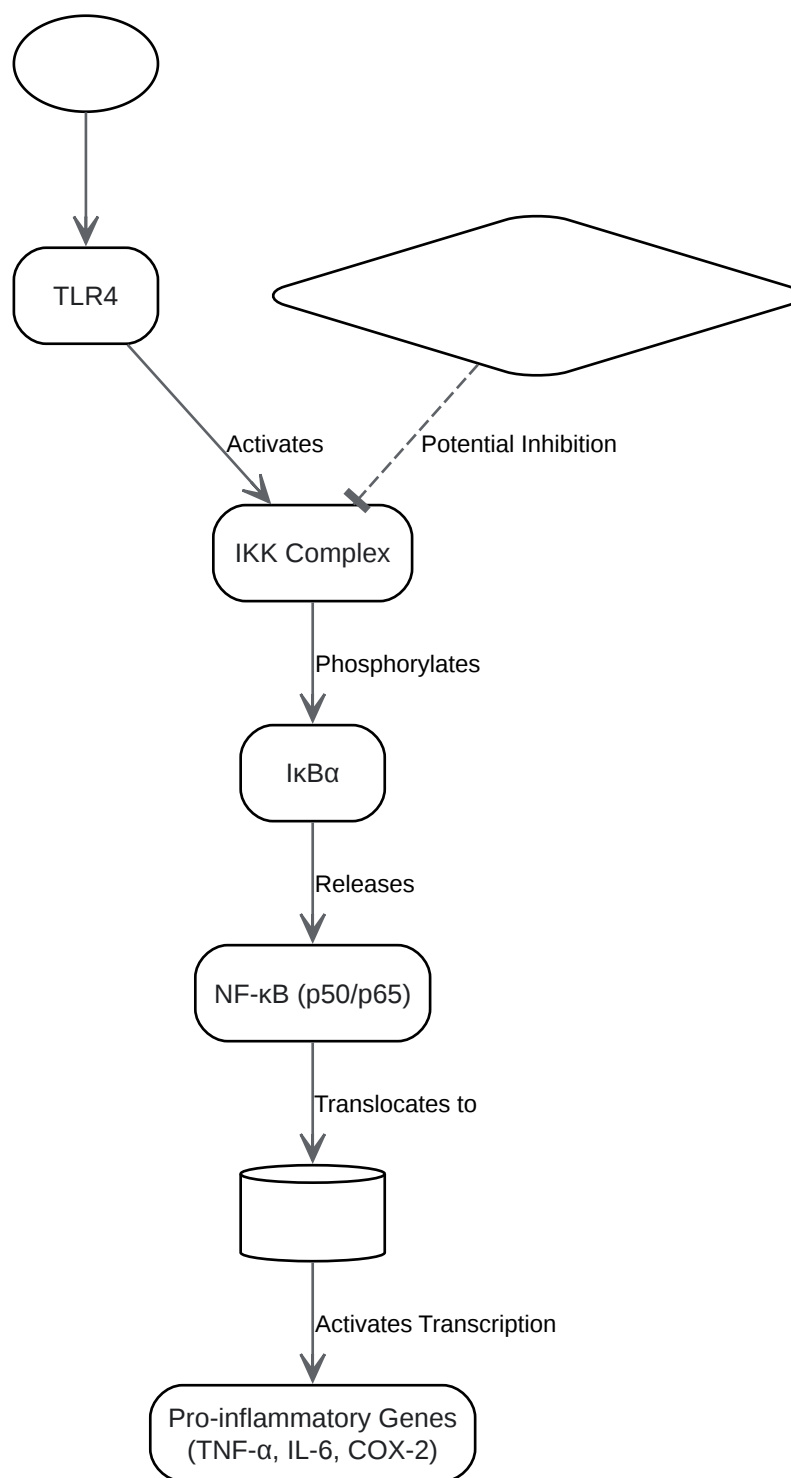 TLR4
Activates
Potential Inhibition
IKK Complex
Phosphorylates
IκBα
Releases
NF-κB (p50/p65)
Translocates to
Activates Transcription
Pro-inflammatory Genes
(TNF-α, IL-6, COX-2)